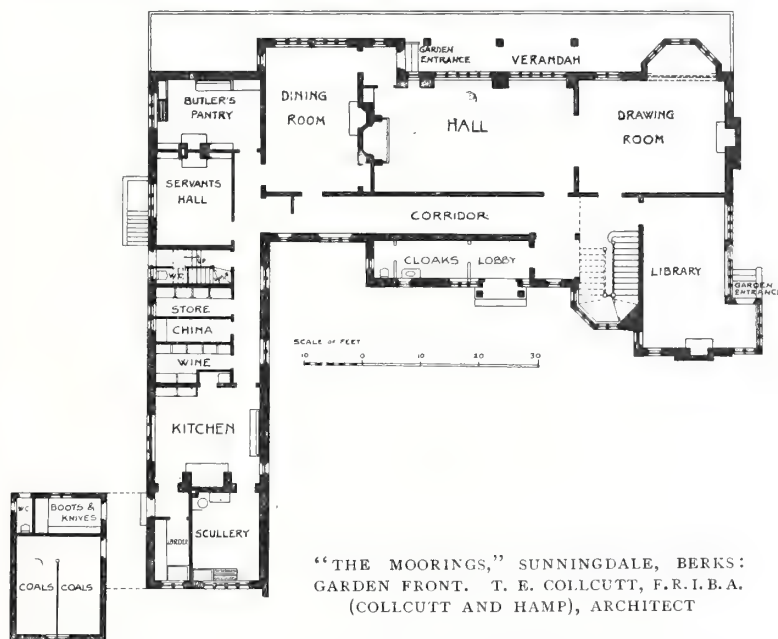 GARDEN
ENTRANCE
VERANDAH
BUTLER'S
PANTRY
DINING
ROOM
HALL
DRAWING
ROOM
SERVANTS
HALL
CORRIDOR
UP
W.C.
CLOAKS
LOBBY
LIBRARY
GARDEN
ENTRANCE
STORE
CHINA
WINE
SCALE OF FEET
10 0 10 20 30
KITCHEN
W.C.
BOOTS &
KNIVES
SCULLERY
COALS
COALS
"THE MOORINGS," SUNNINGDALE, BERKS:
GARDEN FRONT. T. E. COLLCUTT, F.R.I.B.A.
(COLLCUTT AND HAMP), ARCHITECT